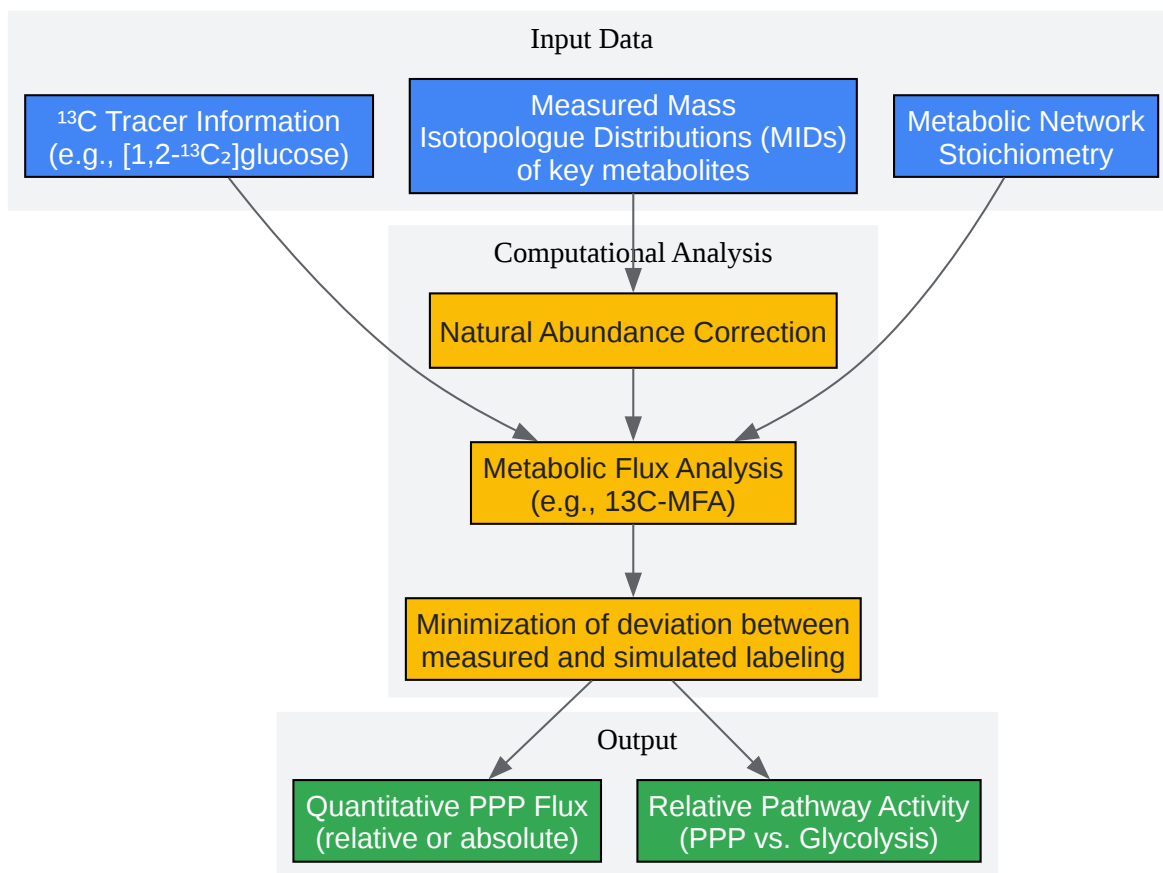 Input Data
¹³C Tracer Information
(e.g., [1,2-¹³C₂]glucose)
Measured Mass
Isotopologue Distributions (MIDs)
of key metabolites
Metabolic Network
Stoichiometry
Computational Analysis
Natural Abundance Correction
Metabolic Flux Analysis
(e.g., 13C-MFA)
Minimization of deviation between
measured and simulated labeling
Output
Quantitative PPP Flux
(relative or absolute)
Relative Pathway Activity
(PPP vs. Glycolysis)